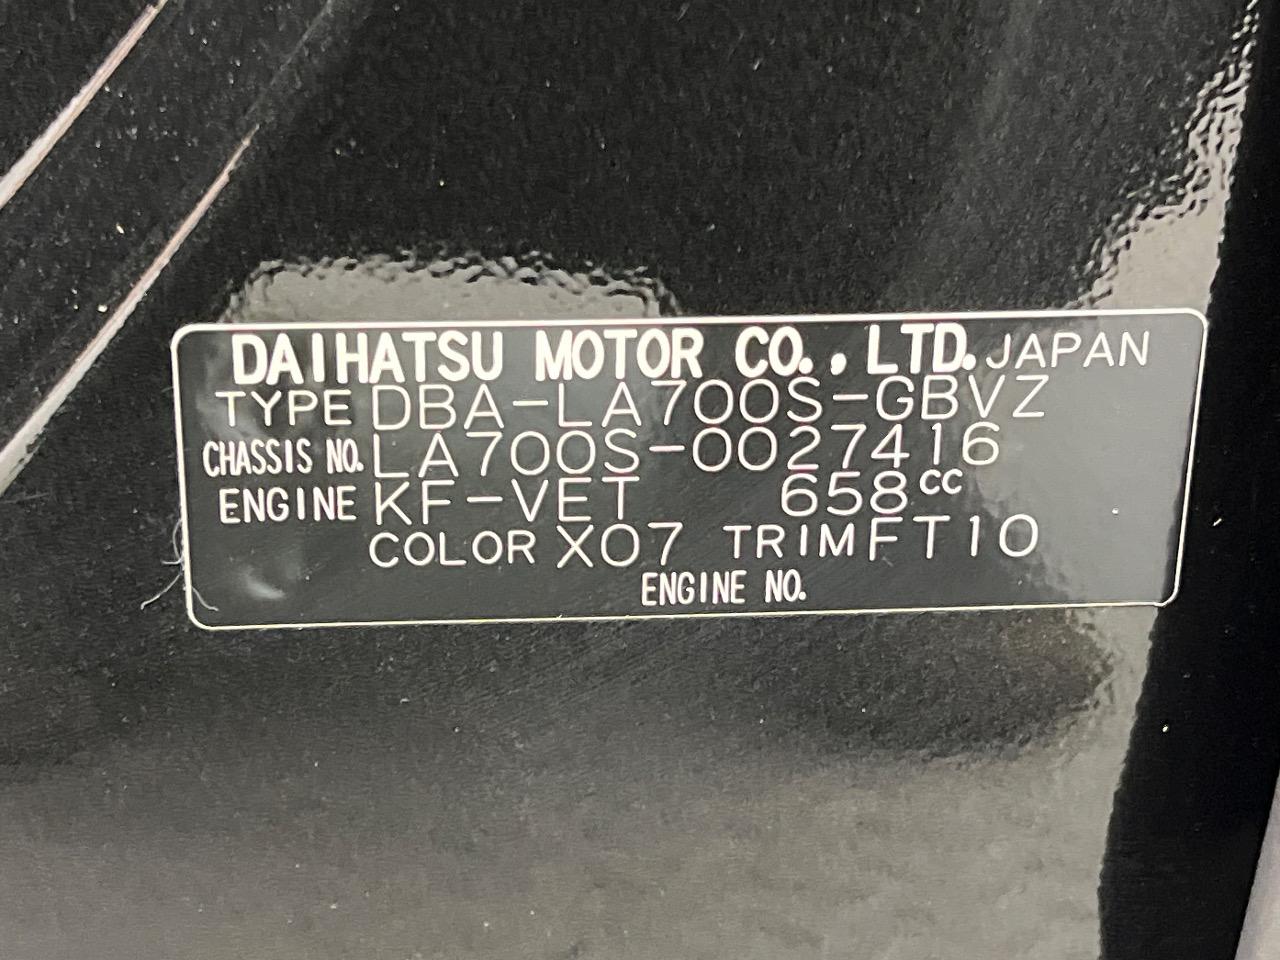 DAIHATSU MOTOR CO., LTD. JAPAN
TYPE DBA-LA700S-GBVZ
CHASSIS NO. LA700S-0027416
ENGINE KF-VET 658cc
COLOR X07 TRIM FT10
ENGINE NO.